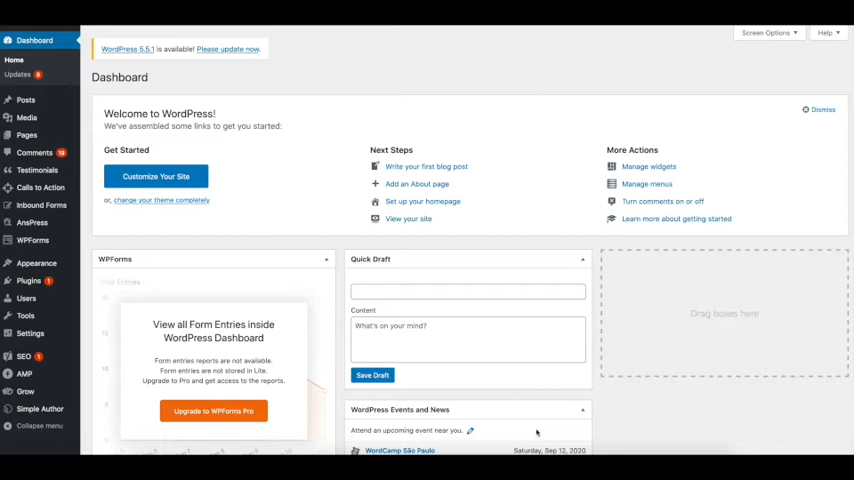 Dashboard
Home
Updates 8
Posts
Media
Pages
Comments 19
Testimonials
Calls to Action
Inbound Forms
AnsPress
WPForms
Appearance
Plugins 1
Users
Tools
Settings
SEO 1
AMP
Grow
Simple Author
Collapse menu
Screen Options
Help
WordPress 5.5.1 is available! Please update now.
Dashboard
Welcome to WordPress!
We've assembled some links to get you started:
Dismiss
Get Started
Customize Your Site
or, change your theme completely
Next Steps
Write your first blog post
Add an About page
Set up your homepage
View your site
More Actions
Manage widgets
Manage menus
Turn comments on or off
Learn more about getting started
WPForms
View all Form Entries inside
WordPress Dashboard
Form entries reports are not available.
Form entries are not stored in Lite.
Upgrade to Pro and get access to the reports.
Upgrade to WPForms Pro
Quick Draft
Content
What's on your mind?
Save Draft
WordPress Events and News
Attend an upcoming event near you.
WordCamp São Paulo
Saturday, Sep 12, 2020
Drag boxes here